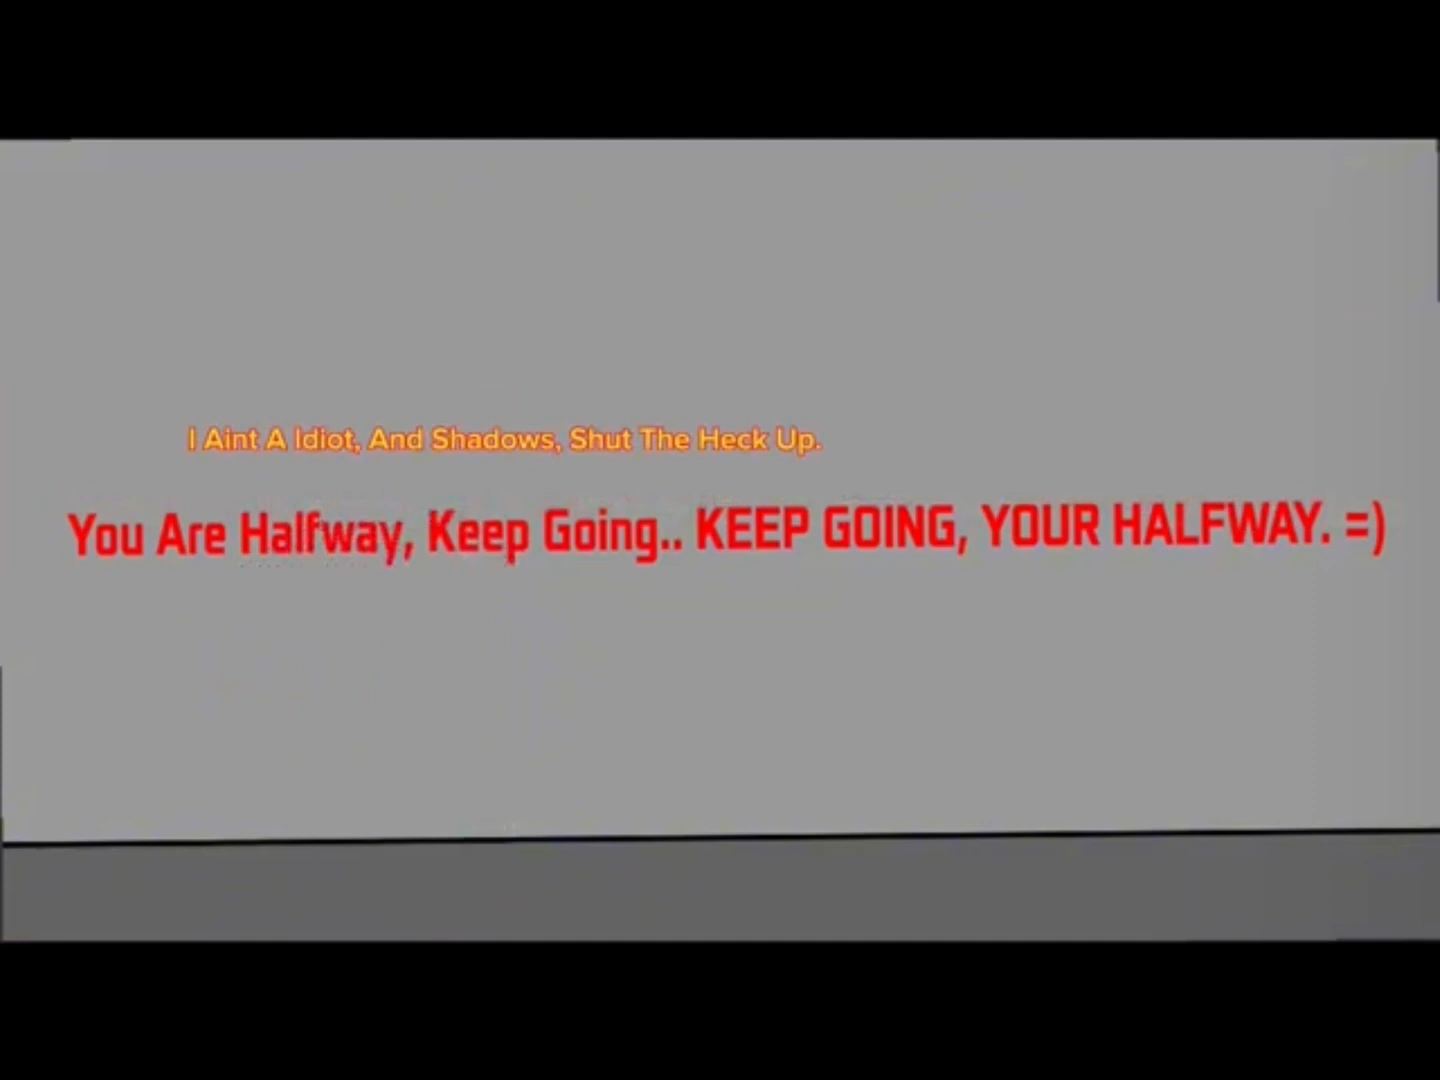 I Aint A Idiot, And Shadows, Shut The Heck Up.
You Are Halfway, Keep Going.. KEEP GOING, YOUR HALFWAY. =)